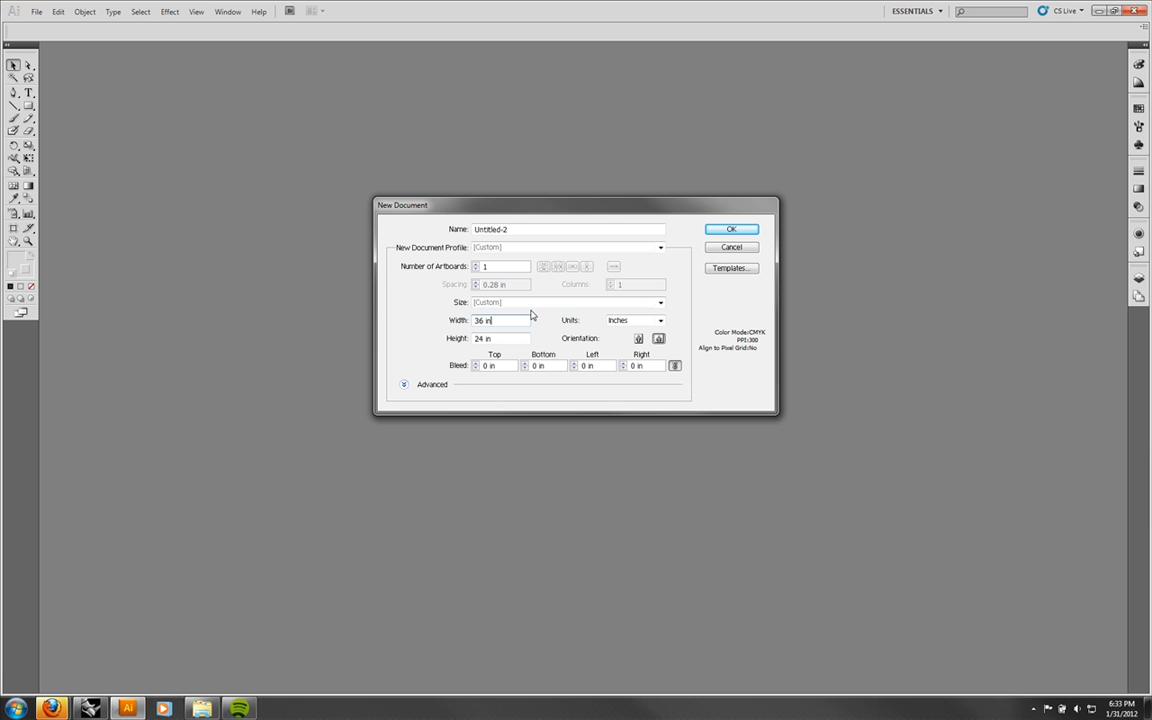 Ai File Edit Object Type Select Effect View Window Help Br ESSENTIALS CS Live
New Document
Name: Untitled-2 OK
New Document Profile: [Custom] Cancel
Number of Artboards: 1 Templates...
Spacing: 0.28 in Columns: 1
Size: [Custom]
Width: 36 in Units: Inches
Height: 24 in Orientation:
Color Mode:CMYK
PPI:300
Align to Pixel Grid:No
Top Bottom Left Right
Bleed: 0 in 0 in 0 in 0 in
Advanced
Ai 6:33 PM
1/31/2012